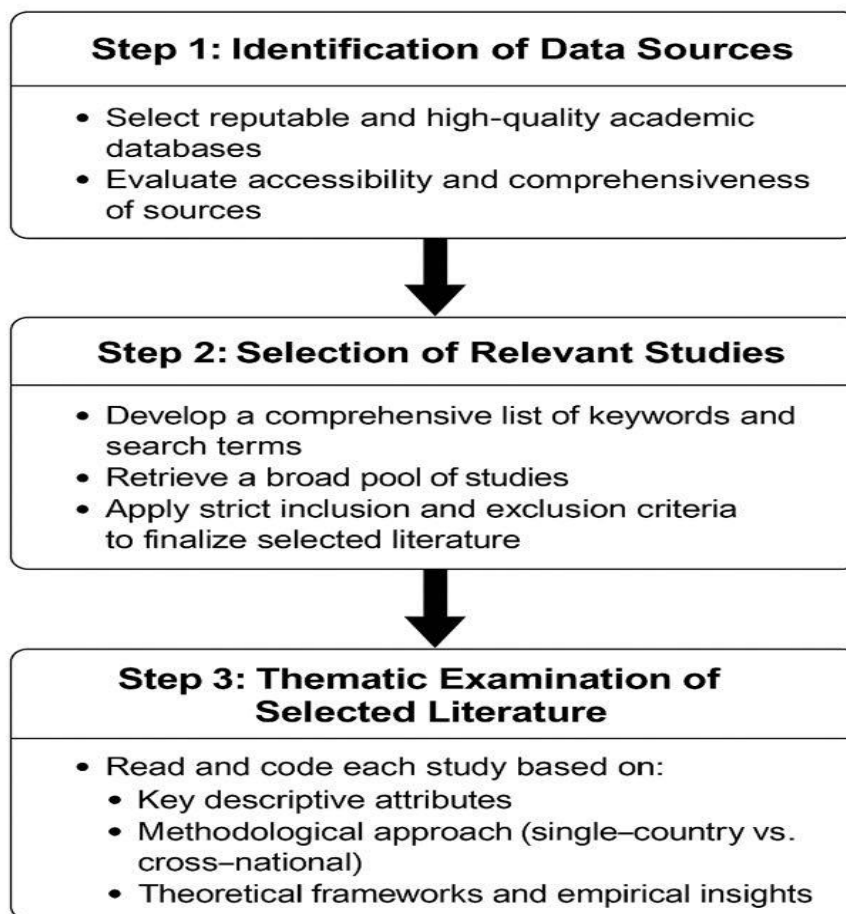 Step 1: Identification of Data Sources
• Select reputable and high-quality academic
databases
• Evaluate accessibility and comprehensiveness
of sources
Step 2: Selection of Relevant Studies
• Develop a comprehensive list of keywords and
search terms
• Retrieve a broad pool of studies
• Apply strict inclusion and exclusion criteria
to finalize selected literature
Step 3: Thematic Examination of
Selected Literature
• Read and code each study based on:
• Key descriptive attributes
• Methodological approach (single–country vs.
cross–national)
• Theoretical frameworks and empirical insights